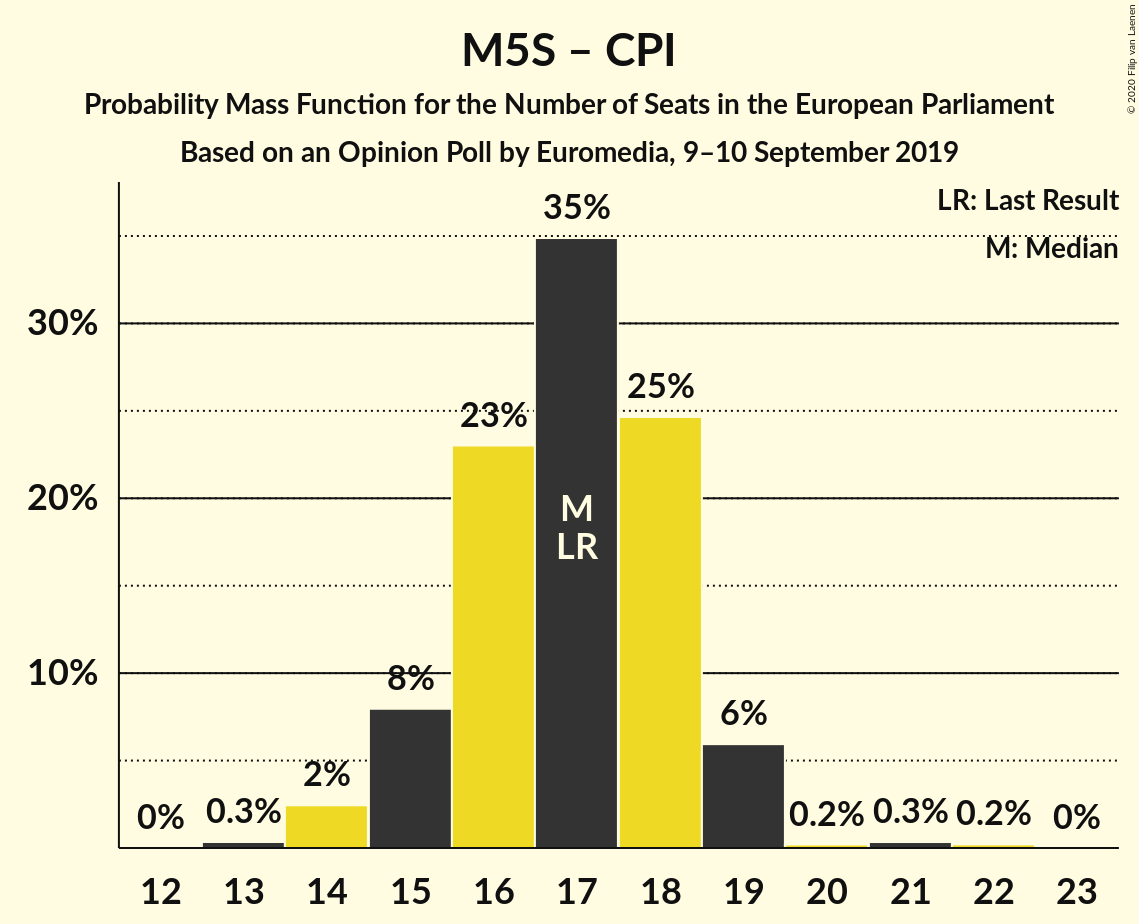 M5S – CPI
Probability Mass Function for the Number of Seats in the European Parliament
Based on an Opinion Poll by Euromedia, 9–10 September 2019
© 2020 Filip van Laenen
LR: Last Result
M: Median
30%
20%
10%
0%
0.3%
2%
8%
23%
35%
25%
6%
0.2%
0.3%
0.2%
0%
M
LR
12 13 14 15 16 17 18 19 20 21 22 23